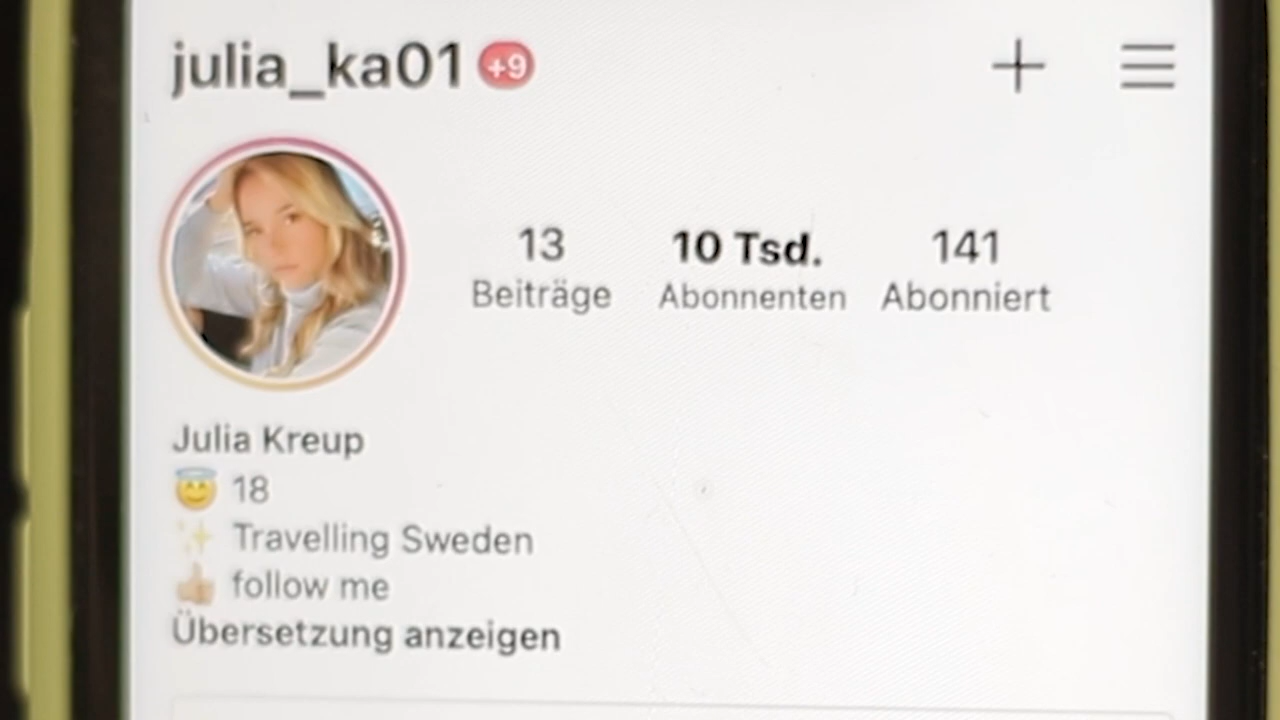 julia_ka01 +9
13 10 Tsd. 141
Beiträge Abonnenten Abonniert
Julia Kreup
😇 18
✨ Travelling Sweden
👍🏼 follow me
Übersetzung anzeigen